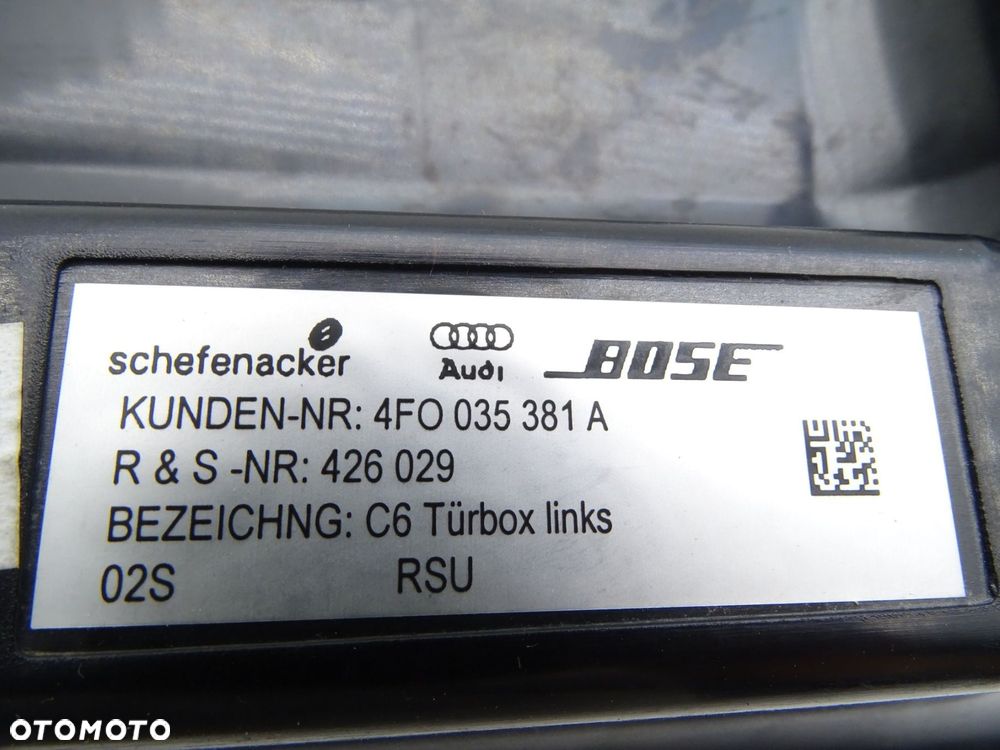 schefenacker Audi BOSE
KUNDEN-NR: 4FO 035 381 A
R & S -NR: 426 029
BEZEICHNG: C6 Türbox links
02S RSU
OTOMOTO